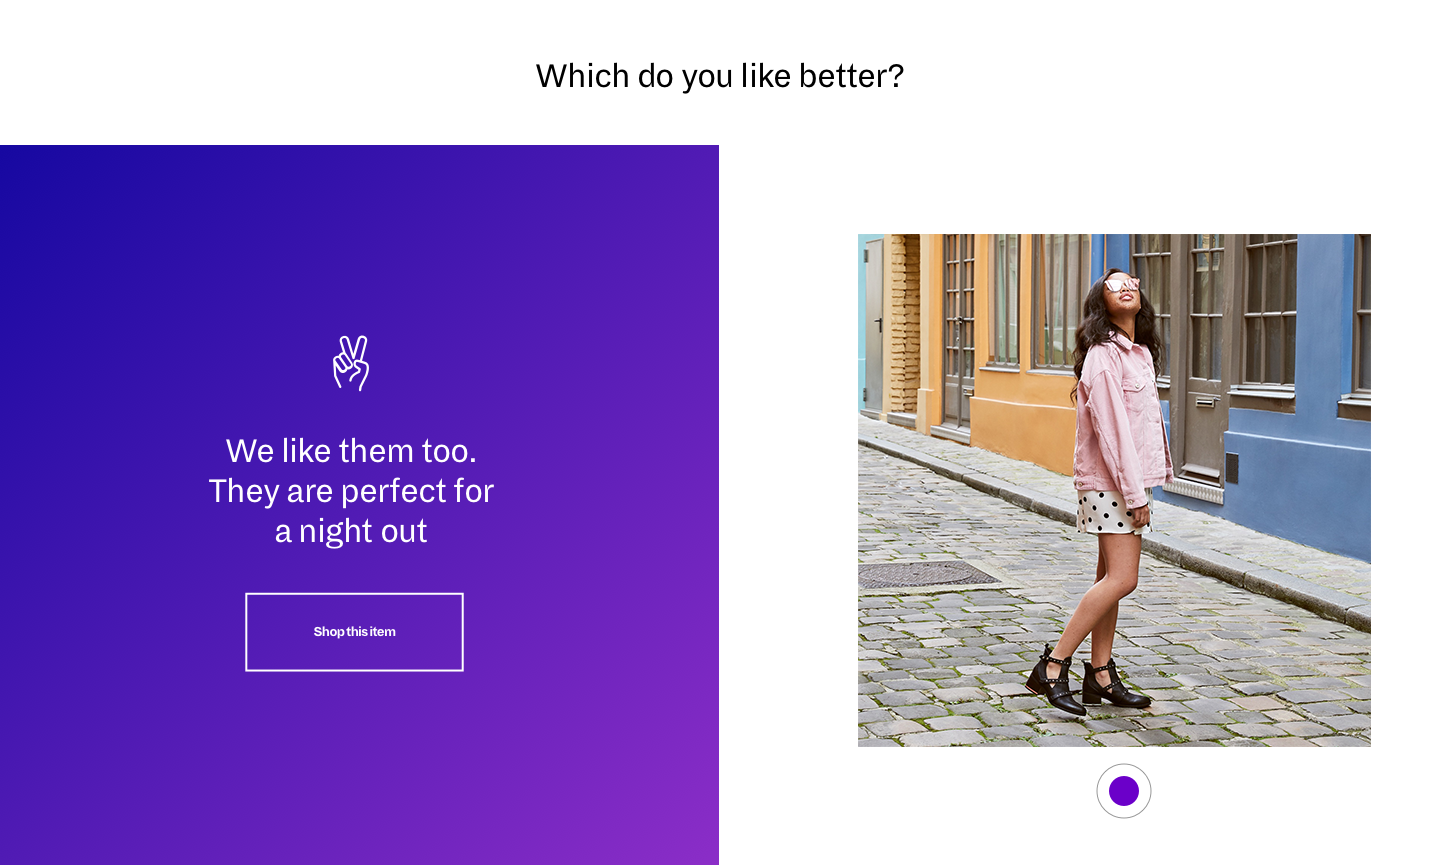 Which do you like better?
We like them too.
They are perfect for
a night out
Shop this item